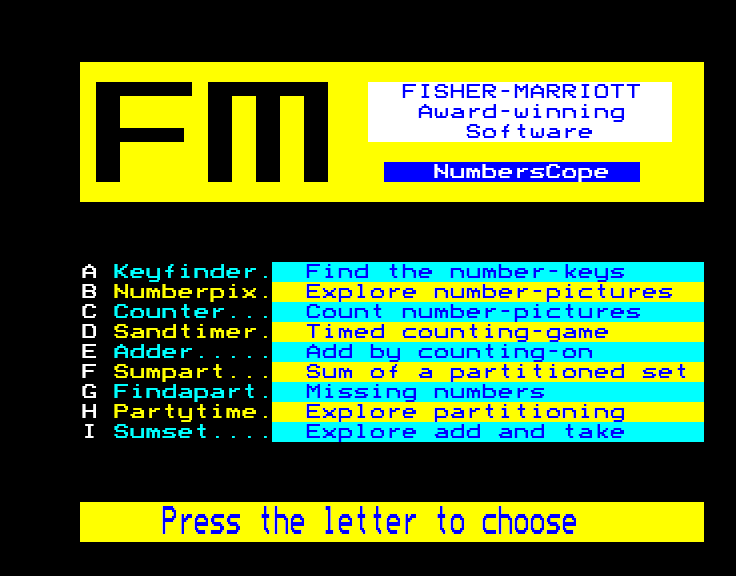 FM
FISHER-MARRIOTT
Award-winning
Software
NumbersCope
A Keyfinder. Find the number-keys
B Numberpix. Explore number-pictures
C Counter... Count number-pictures
D Sandtimer. Timed counting-game
E Adder..... Add by counting-on
F Sumpart... Sum of a partitioned set
G Findapart. Missing numbers
H Partytime. Explore partitioning
I Sumset.... Explore add and take
Press the letter to choose